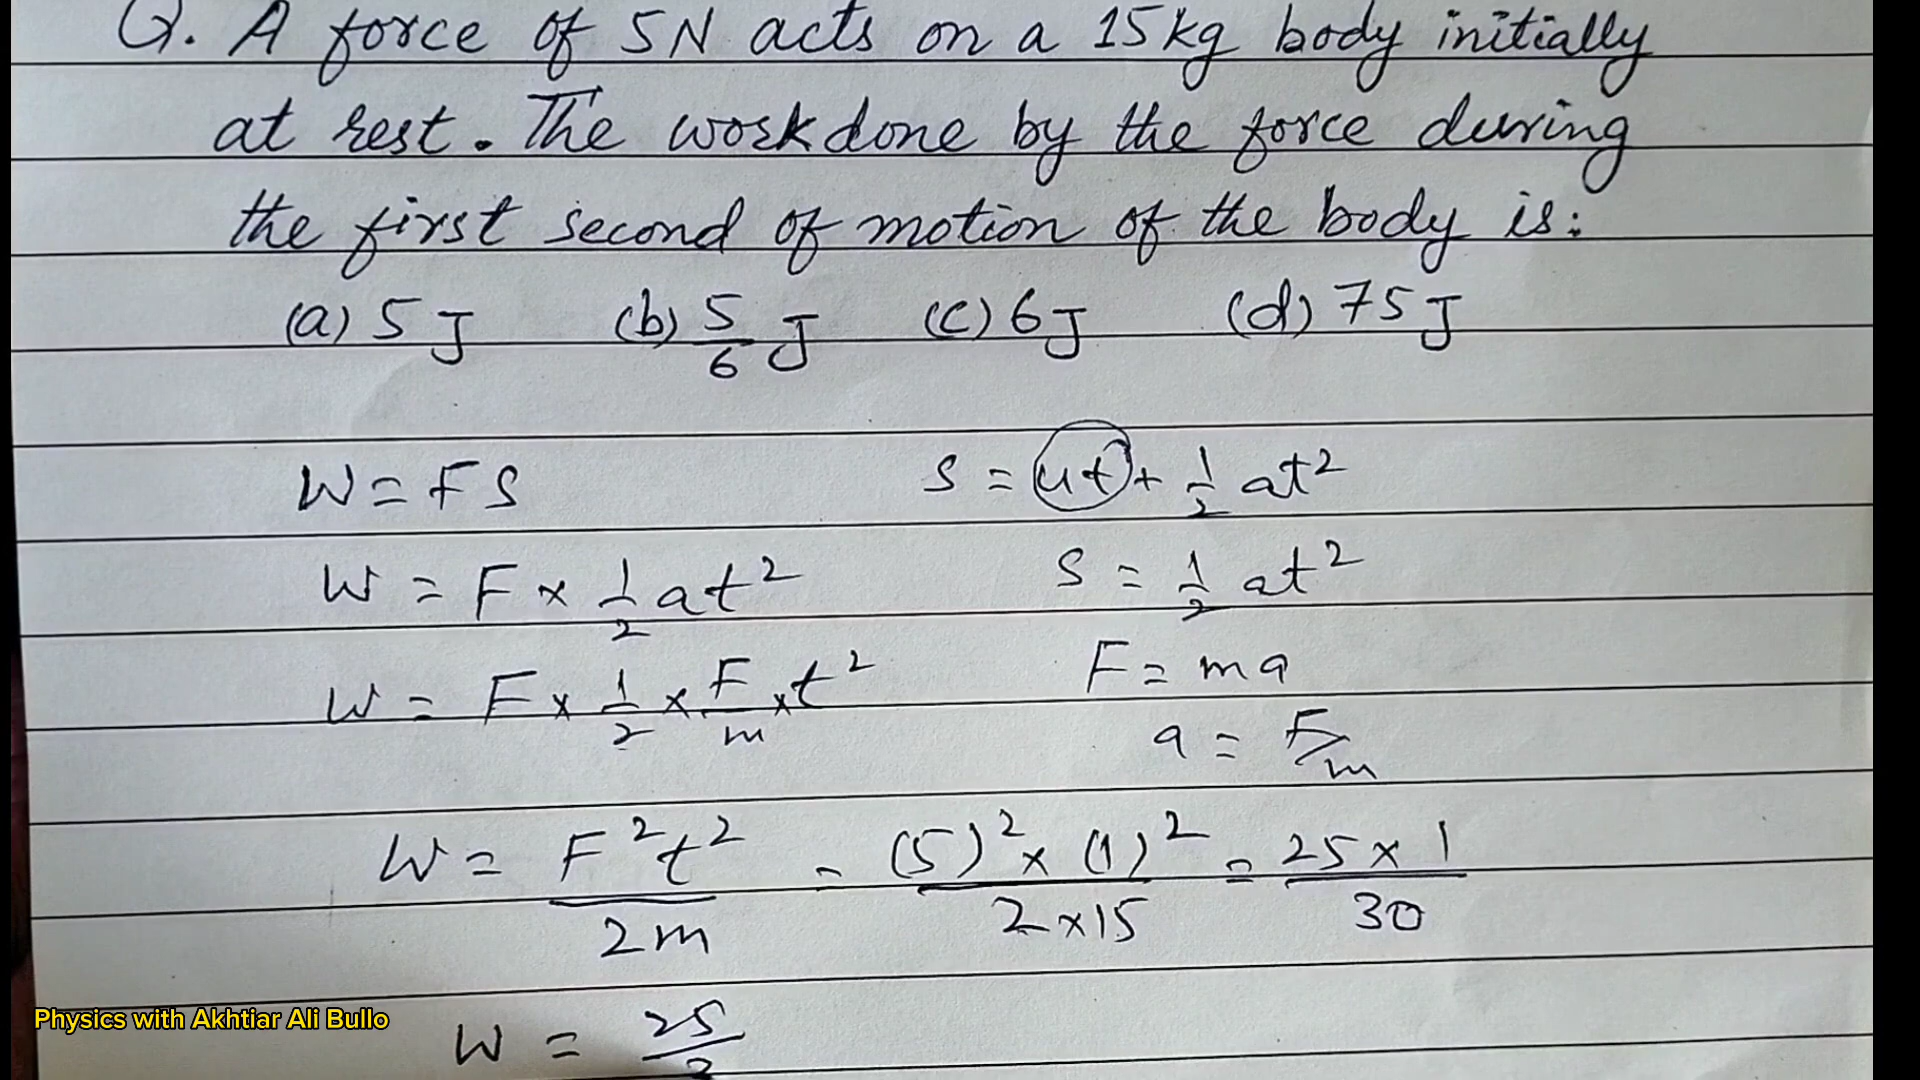 Q. A force of 5N acts on a 15kg body initially
at rest. The work done by the force during
the first second of motion of the body is:
(a) 5 J (b) 5/6 J (c) 6 J (d) 75 J
W = FS S = ut + 1/2 at²
W = F × 1/2 at² S = 1/2 at²
W = F × 1/2 × F/m × t² F = ma
a = F/m
W = F²t²/2m = (5)² × (1)²/2×15 = 25 × 1/30
Physics with Akhtiar Ali Bullo
W = 25